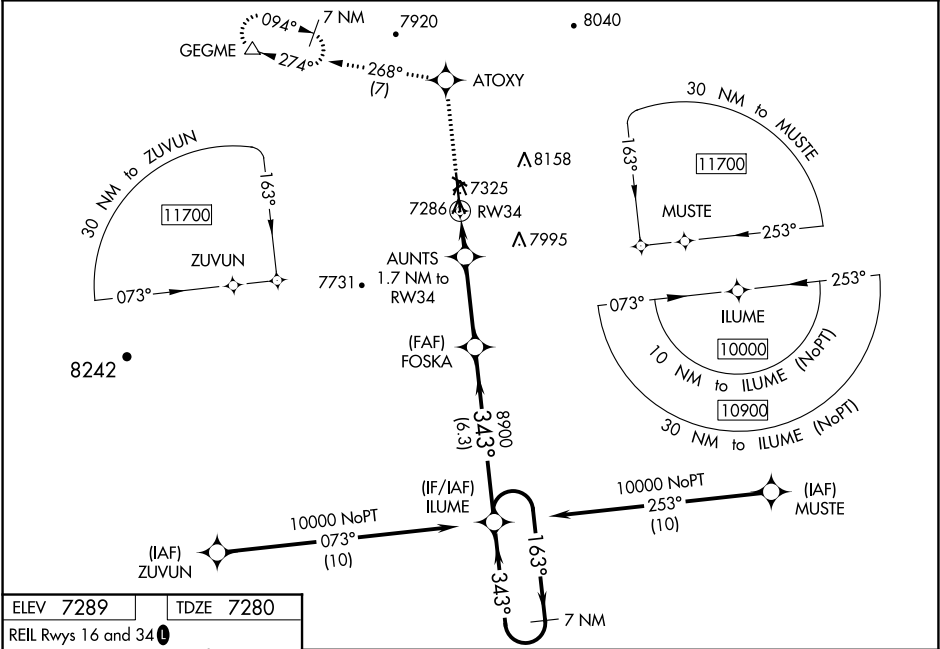 094°
7 NM
7920
8040
GEGME
274°
268°
(7)
ATOXY
30 NM to ZUVUN
163°
11700
ZUVUN
073°
30 NM to MUSTE
163°
11700
MUSTE
253°
8158
7325
7286
RW34
7995
AUNTS
1.7 NM to
RW34
7731
073°
253°
ILUME
10000
10 NM to ILUME (NoPT)
10900
30 NM to ILUME (NoPT)
8242
(FAF)
FOSKA
8900
343°
(6.3)
(IF/IAF)
ILUME
10000 NoPT
073°
(10)
(IAF)
ZUVUN
10000 NoPT
253°
(10)
(IAF)
MUSTE
163°
343°
7 NM
ELEV 7289
TDZE 7280
REIL Rwys 16 and 34 L